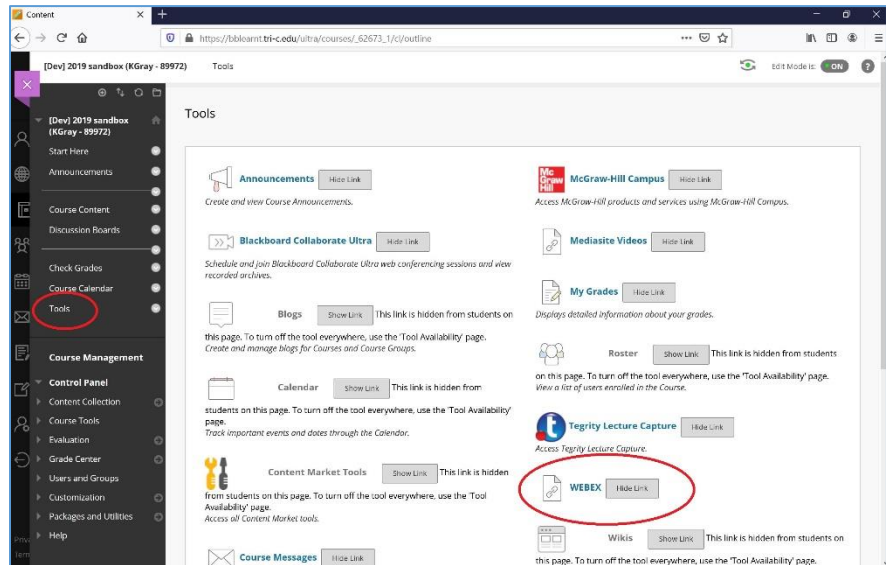 Content
https://bblearnt.tri-c.edu/ultra/courses/_62673_1/cl/outline
[Dev] 2019 sandbox (KGray - 89972)
Tools
Edit Mode is:
ON
?
[Dev] 2019 sandbox
(KGray - 89972)
Start Here
Announcements
Course Content
Discussion Boards
Check Grades
Course Calendar
Tools
Course Management
Control Panel
Content Collection
Course Tools
Evaluation
Grade Center
Users and Groups
Customization
Packages and Utilities
Help
Tools
Announcements Hide Link
Create and view Course Announcements.
Blackboard Collaborate Ultra Hide Link
Schedule and join Blackboard Collaborate Ultra web conferencing sessions and view
recorded archives.
Blogs Show Link This link is hidden from students on
this page. To turn off the tool everywhere, use the 'Tool Availability' page.
Create and manage blogs for Courses and Course Groups.
Calendar Show Link This link is hidden from
students on this page. To turn off the tool everywhere, use the 'Tool Availability'
page.
Track important events and dates through the Calendar.
Content Market Tools Show Link This link is hidden
from students on this page. To turn off the tool everywhere, use the 'Tool
Availability' page.
Access all Content Market tools.
Course Messages Hide Link
Mc
Graw
Hill
McGraw-Hill Campus Hide Link
Access McGraw-Hill products and services using McGraw-Hill Campus.
Mediasite Videos Hide Link
My Grades Hide Link
Displays detailed information about your grades.
Roster Show Link This link is hidden from students
on this page. To turn off the tool everywhere, use the 'Tool Availability' page.
View a list of users enrolled in the Course.
t
Tegrity Lecture Capture Hide Link
Access Tegrity Lecture Capture.
WEBEX Hide Link
Wikis Show Link This link is hidden from students on
this page. To turn off the tool everywhere, use the 'Tool Availability' page.